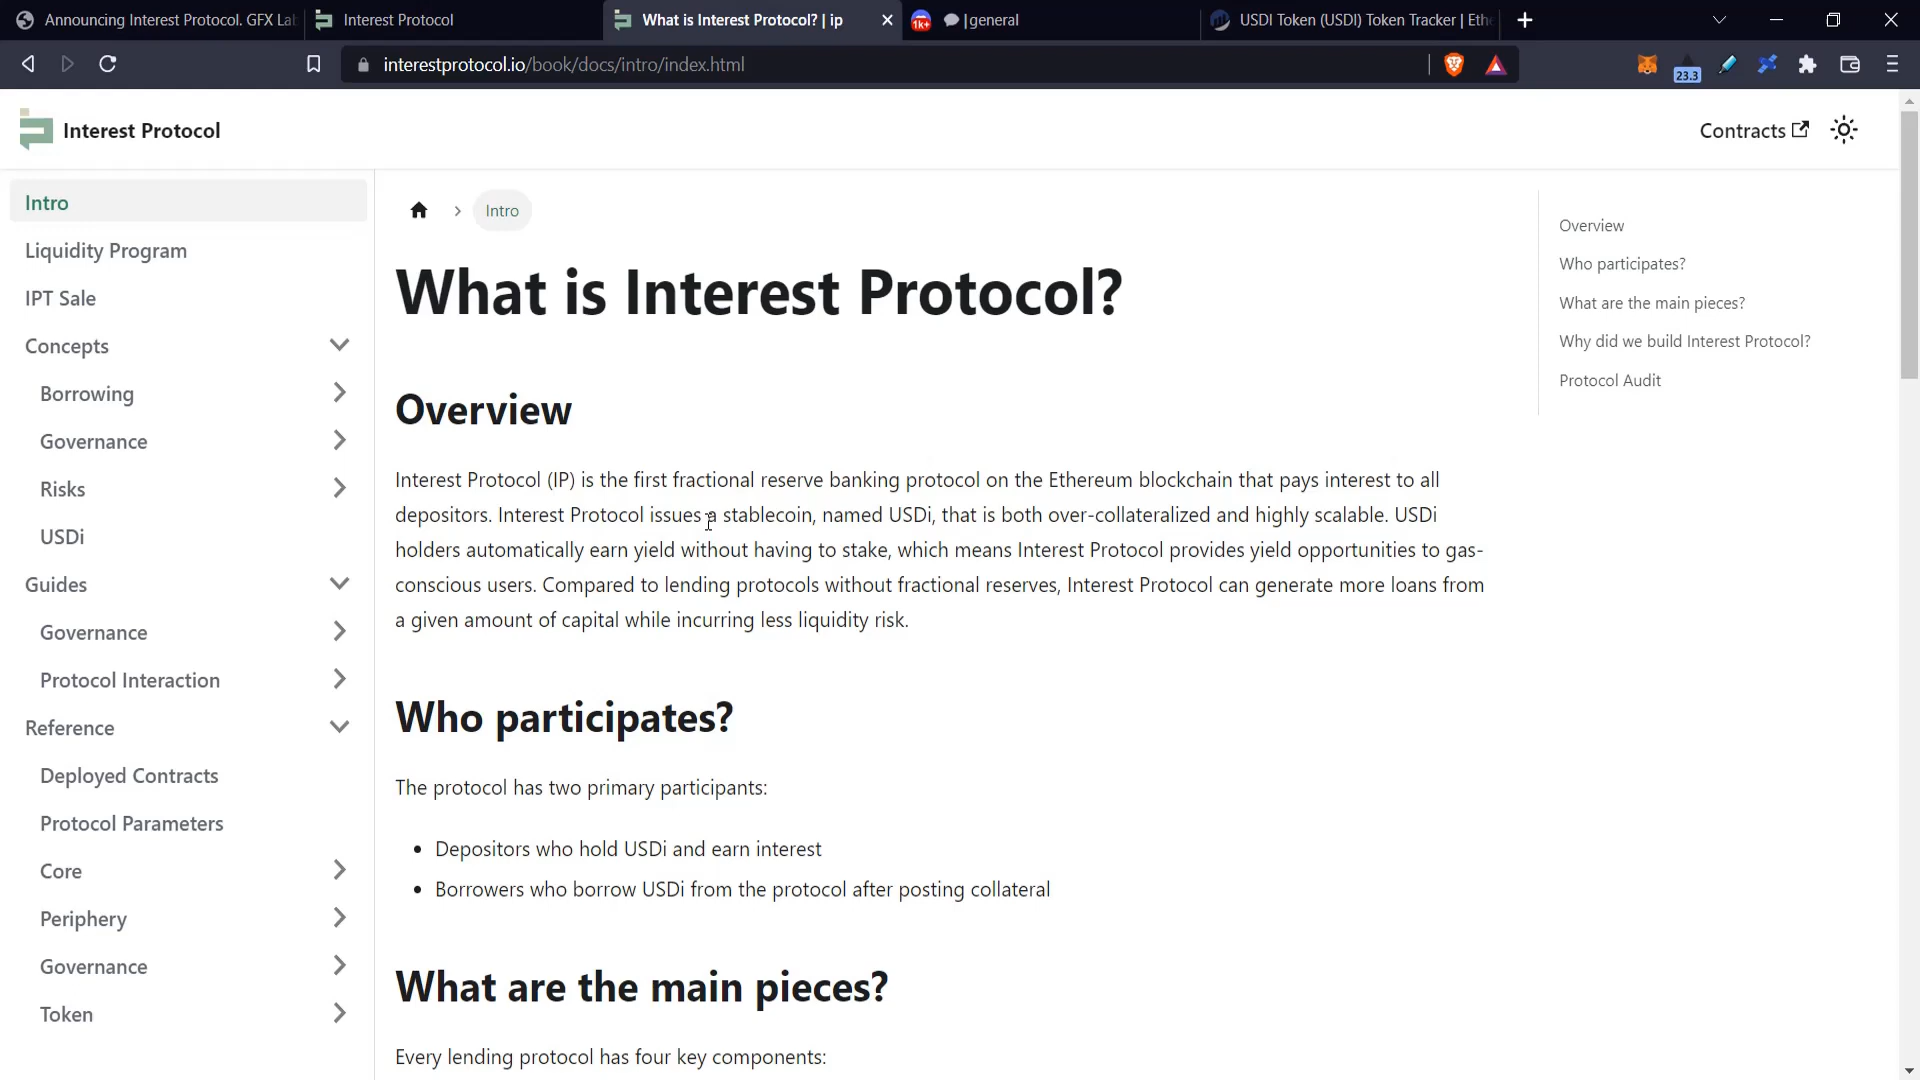 Announcing Interest Protocol. GFX La
Interest Protocol
What is Interest Protocol? | ip
1k+
|general
USDI Token (USDI) Token Tracker | Ethe
interestprotocol.io/book/docs/intro/index.html
23.3
Interest Protocol
Contracts
Intro
Liquidity Program
IPT Sale
Concepts
Borrowing
Governance
Risks
USDi
Guides
Governance
Protocol Interaction
Reference
Deployed Contracts
Protocol Parameters
Core
Periphery
Governance
Token
Intro
What is Interest Protocol?
Overview
Interest Protocol (IP) is the first fractional reserve banking protocol on the Ethereum blockchain that pays interest to all
depositors. Interest Protocol issues a stablecoin, named USDi, that is both over-collateralized and highly scalable. USDi
holders automatically earn yield without having to stake, which means Interest Protocol provides yield opportunities to gas-
conscious users. Compared to lending protocols without fractional reserves, Interest Protocol can generate more loans from
a given amount of capital while incurring less liquidity risk.
Who participates?
The protocol has two primary participants:
• Depositors who hold USDi and earn interest
• Borrowers who borrow USDi from the protocol after posting collateral
What are the main pieces?
Every lending protocol has four key components:
Overview
Who participates?
What are the main pieces?
Why did we build Interest Protocol?
Protocol Audit